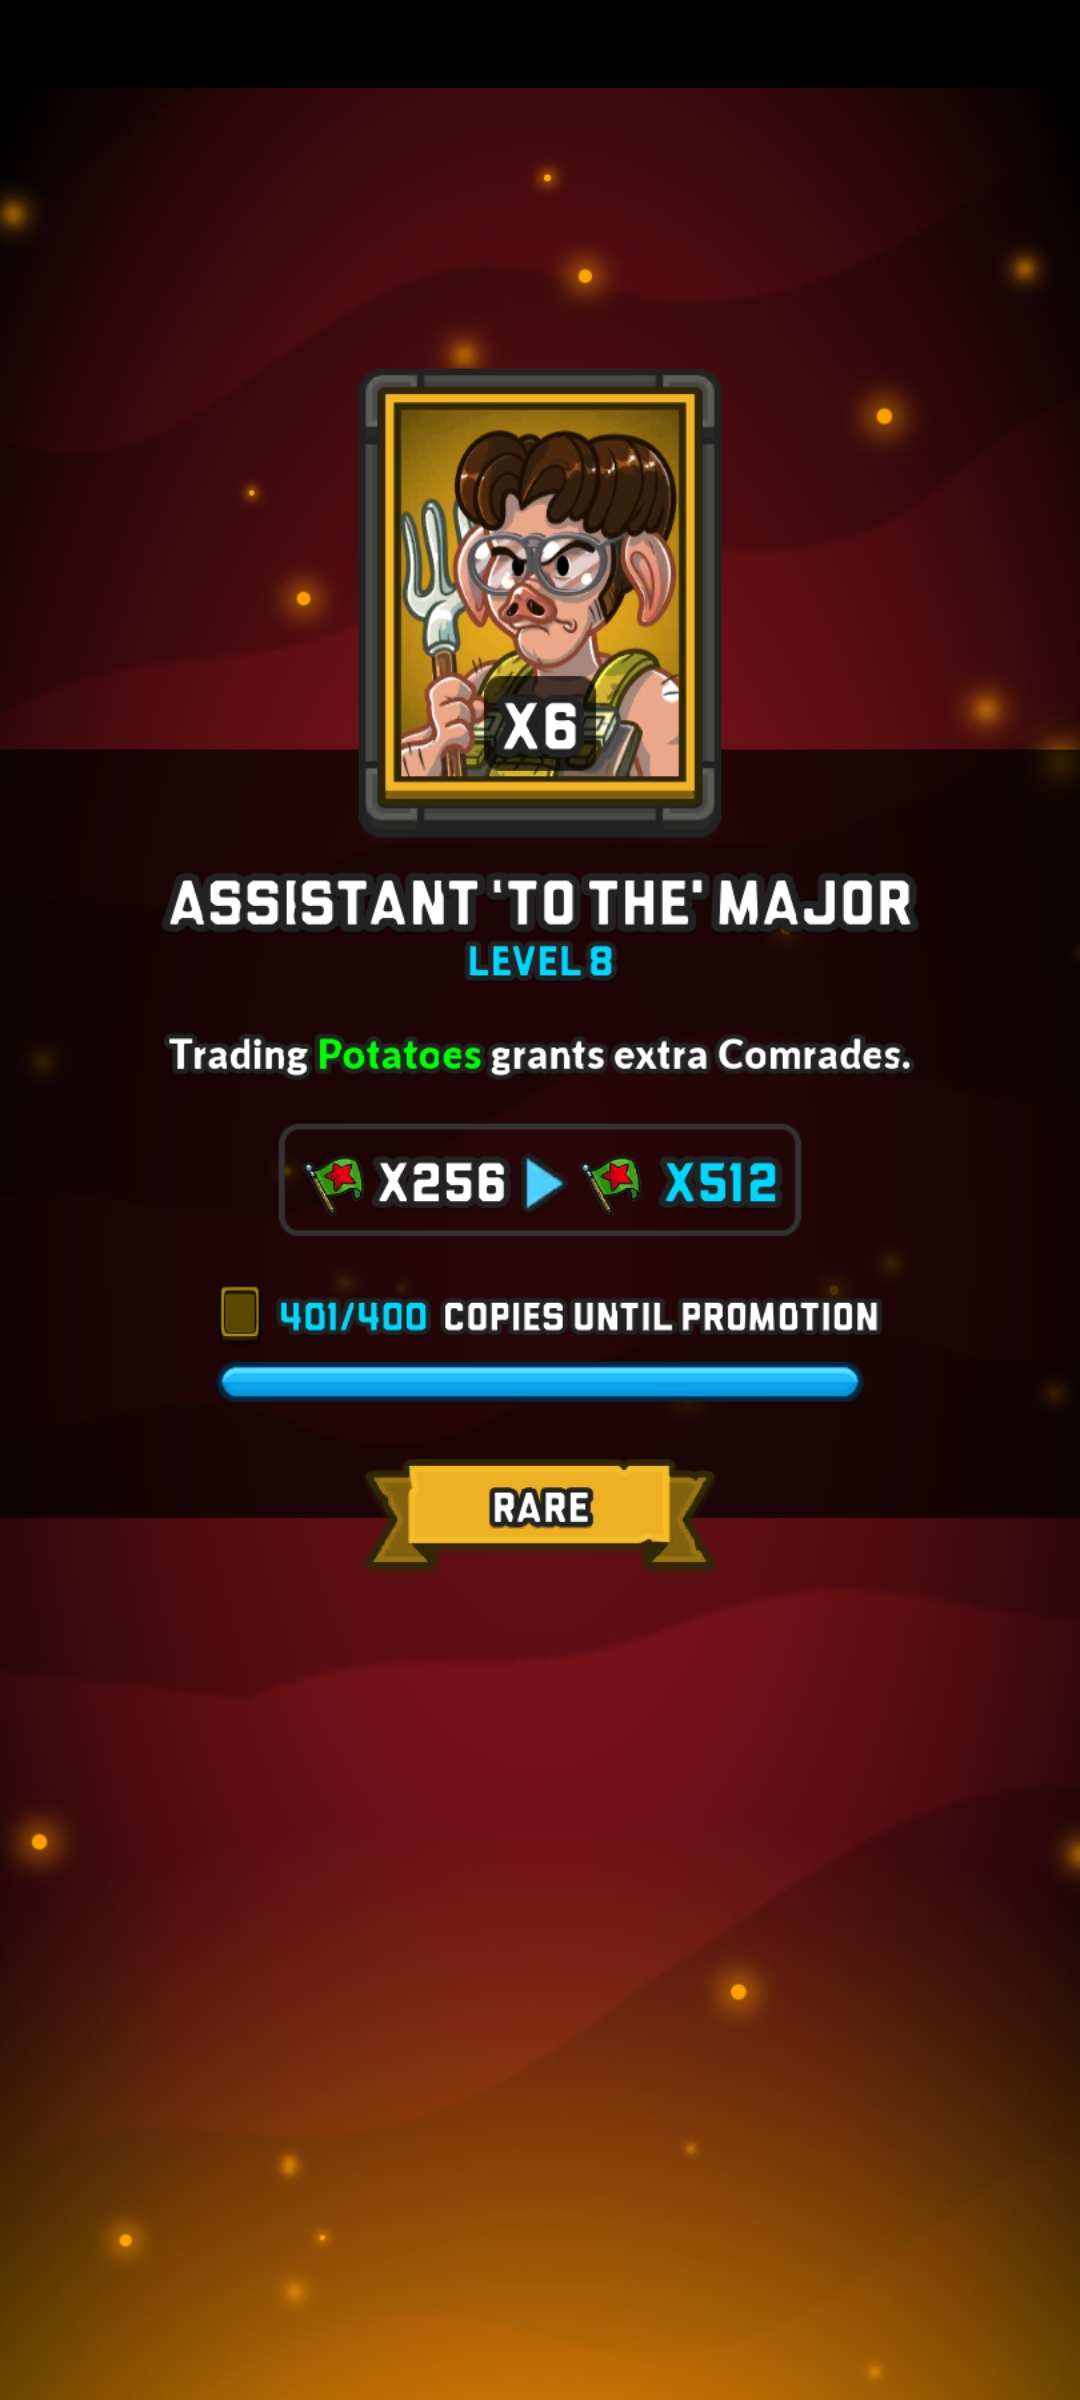 X6
ASSISTANT 'TO THE' MAJOR
LEVEL 8
Trading Potatoes grants extra Comrades.
X256 X512
401/400 COPIES UNTIL PROMOTION
RARE